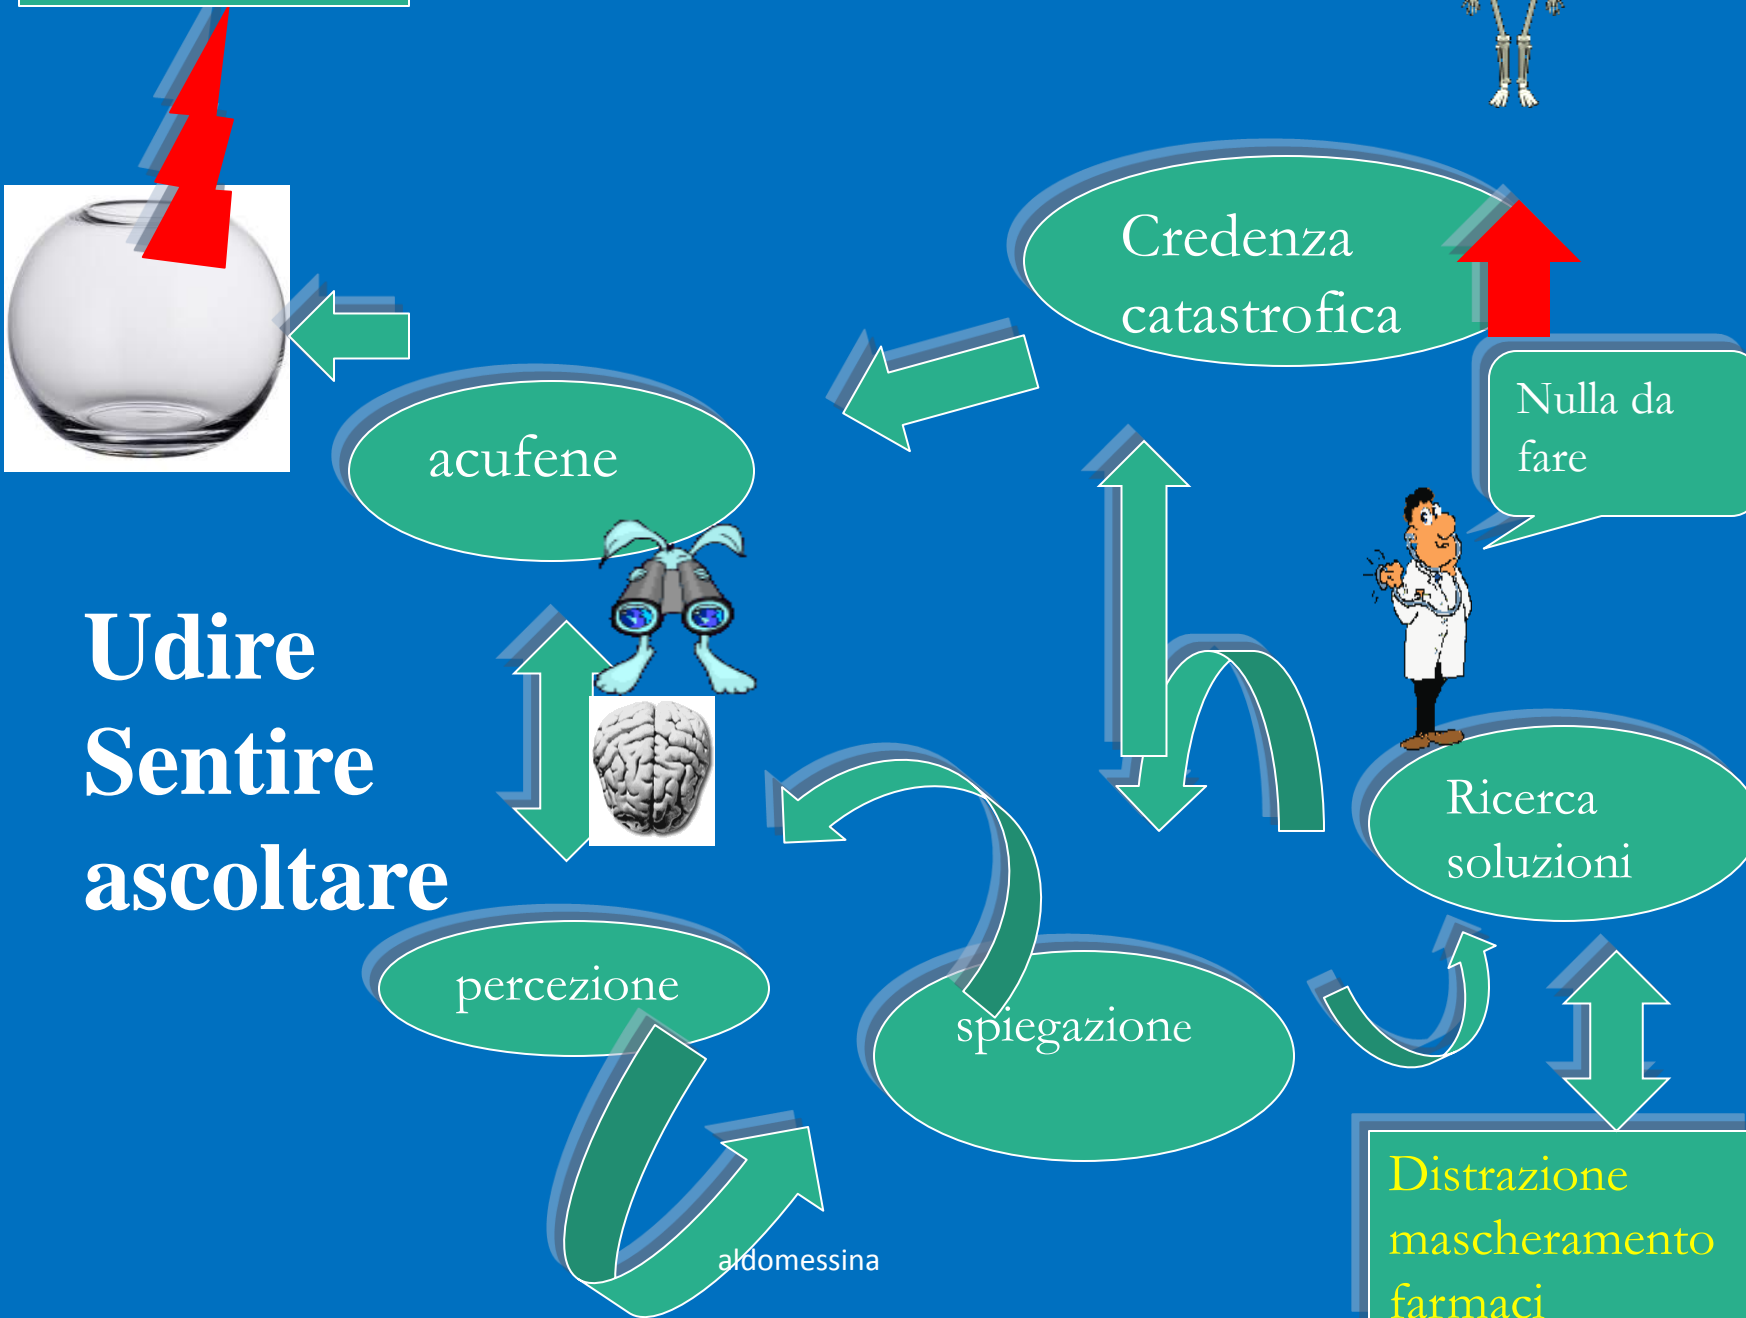 Credenza
catastrofica
Nulla da
fare
acufene
Udire
Sentire
ascoltare
Ricerca
soluzioni
percezione
spiegazione
Distrazione
mascheramento
farmaci
aldomessina